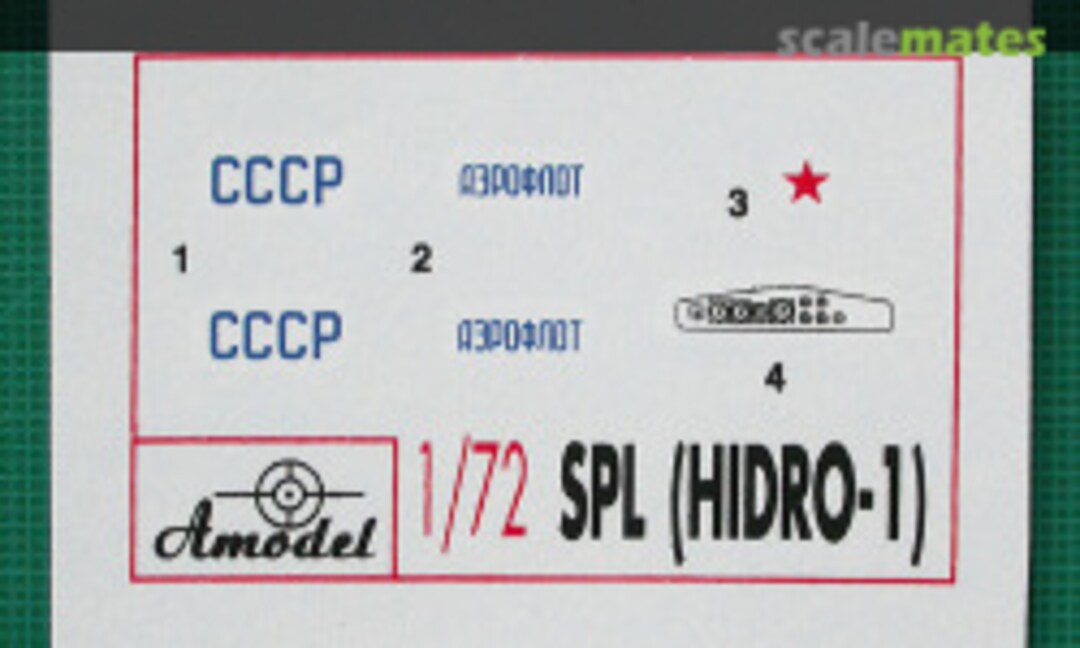 scalemates
СССР АЭРОФЛОТ 3
1 2
СССР АЭРОФЛОТ
4
Amodel 1/72 SPL (HIDRO-1)